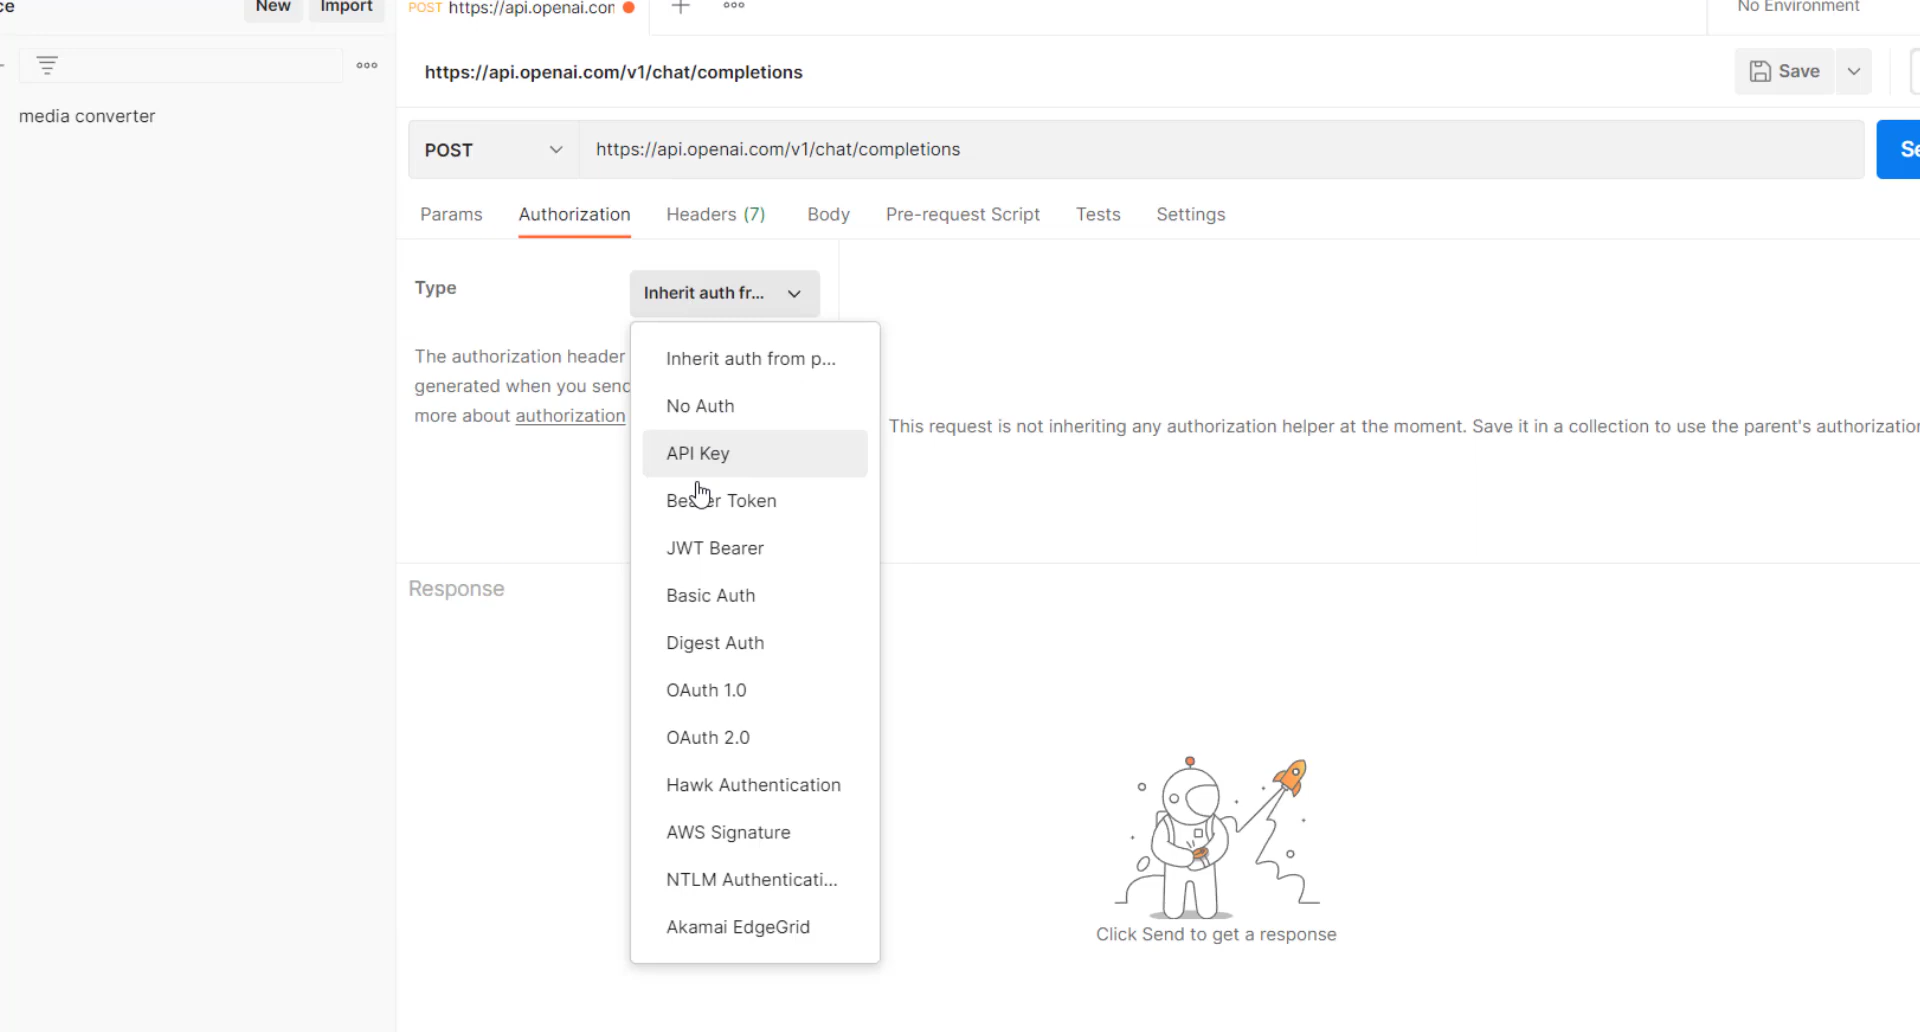 ce
New
Import
POST https://api.openai.con
No Environment
https://api.openai.com/v1/chat/completions
Save
media converter
POST
https://api.openai.com/v1/chat/completions
Se
Params
Authorization
Headers (7)
Body
Pre-request Script
Tests
Settings
Type
Inherit auth fr...
The authorization header
generated when you send
more about authorization
Inherit auth from p...
No Auth
API Key
Bearer Token
JWT Bearer
Basic Auth
Digest Auth
OAuth 1.0
OAuth 2.0
Hawk Authentication
AWS Signature
NTLM Authenticati...
Akamai EdgeGrid
This request is not inheriting any authorization helper at the moment. Save it in a collection to use the parent's authorization
Response
Click Send to get a response